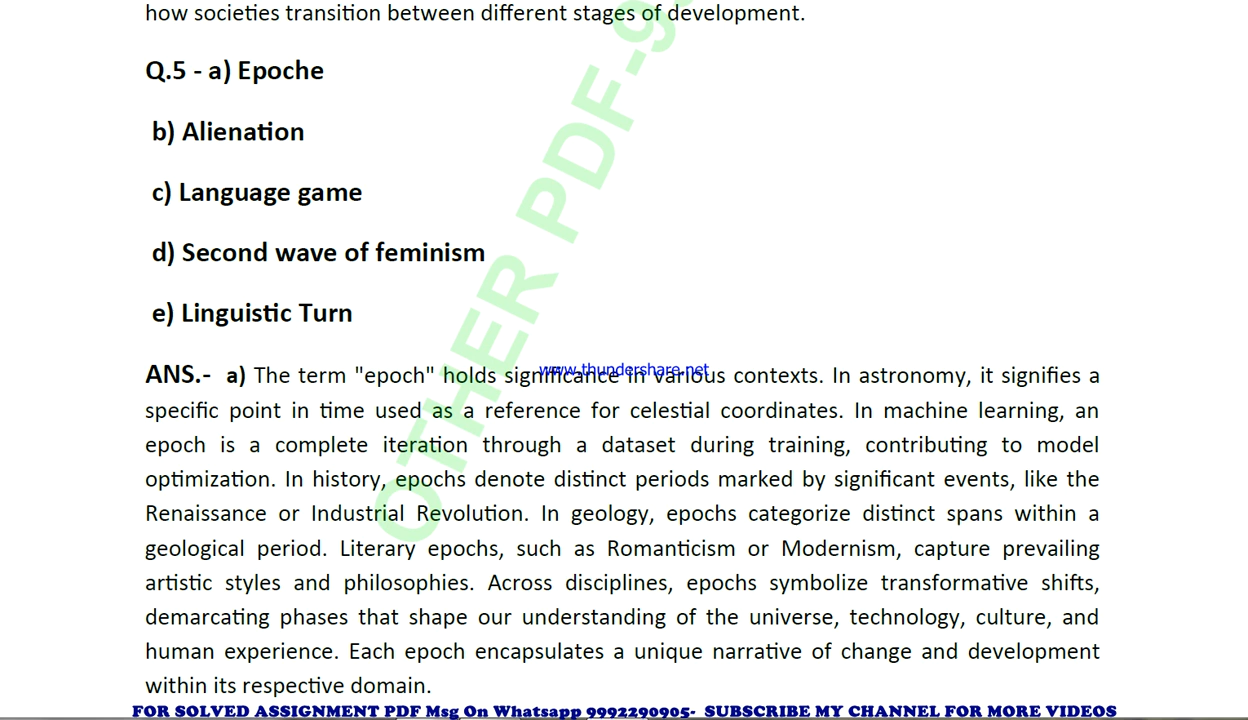 how societies transition between different stages of development.
Q.5 - a) Epoche
b) Alienation
c) Language game
d) Second wave of feminism
e) Linguistic Turn
ANS.- a) The term "epoch" holds significance in various contexts. In astronomy, it signifies a
www.thundershare.net
specific point in time used as a reference for celestial coordinates. In machine learning, an
epoch is a complete iteration through a dataset during training, contributing to model
optimization. In history, epochs denote distinct periods marked by significant events, like the
Renaissance or Industrial Revolution. In geology, epochs categorize distinct spans within a
geological period. Literary epochs, such as Romanticism or Modernism, capture prevailing
artistic styles and philosophies. Across disciplines, epochs symbolize transformative shifts,
demarcating phases that shape our understanding of the universe, technology, culture, and
human experience. Each epoch encapsulates a unique narrative of change and development
within its respective domain.
FOR SOLVED ASSIGNMENT PDF Msg On Whatsapp 9992290905- SUBSCRIBE MY CHANNEL FOR MORE VIDEOS
OTHER PDF-9